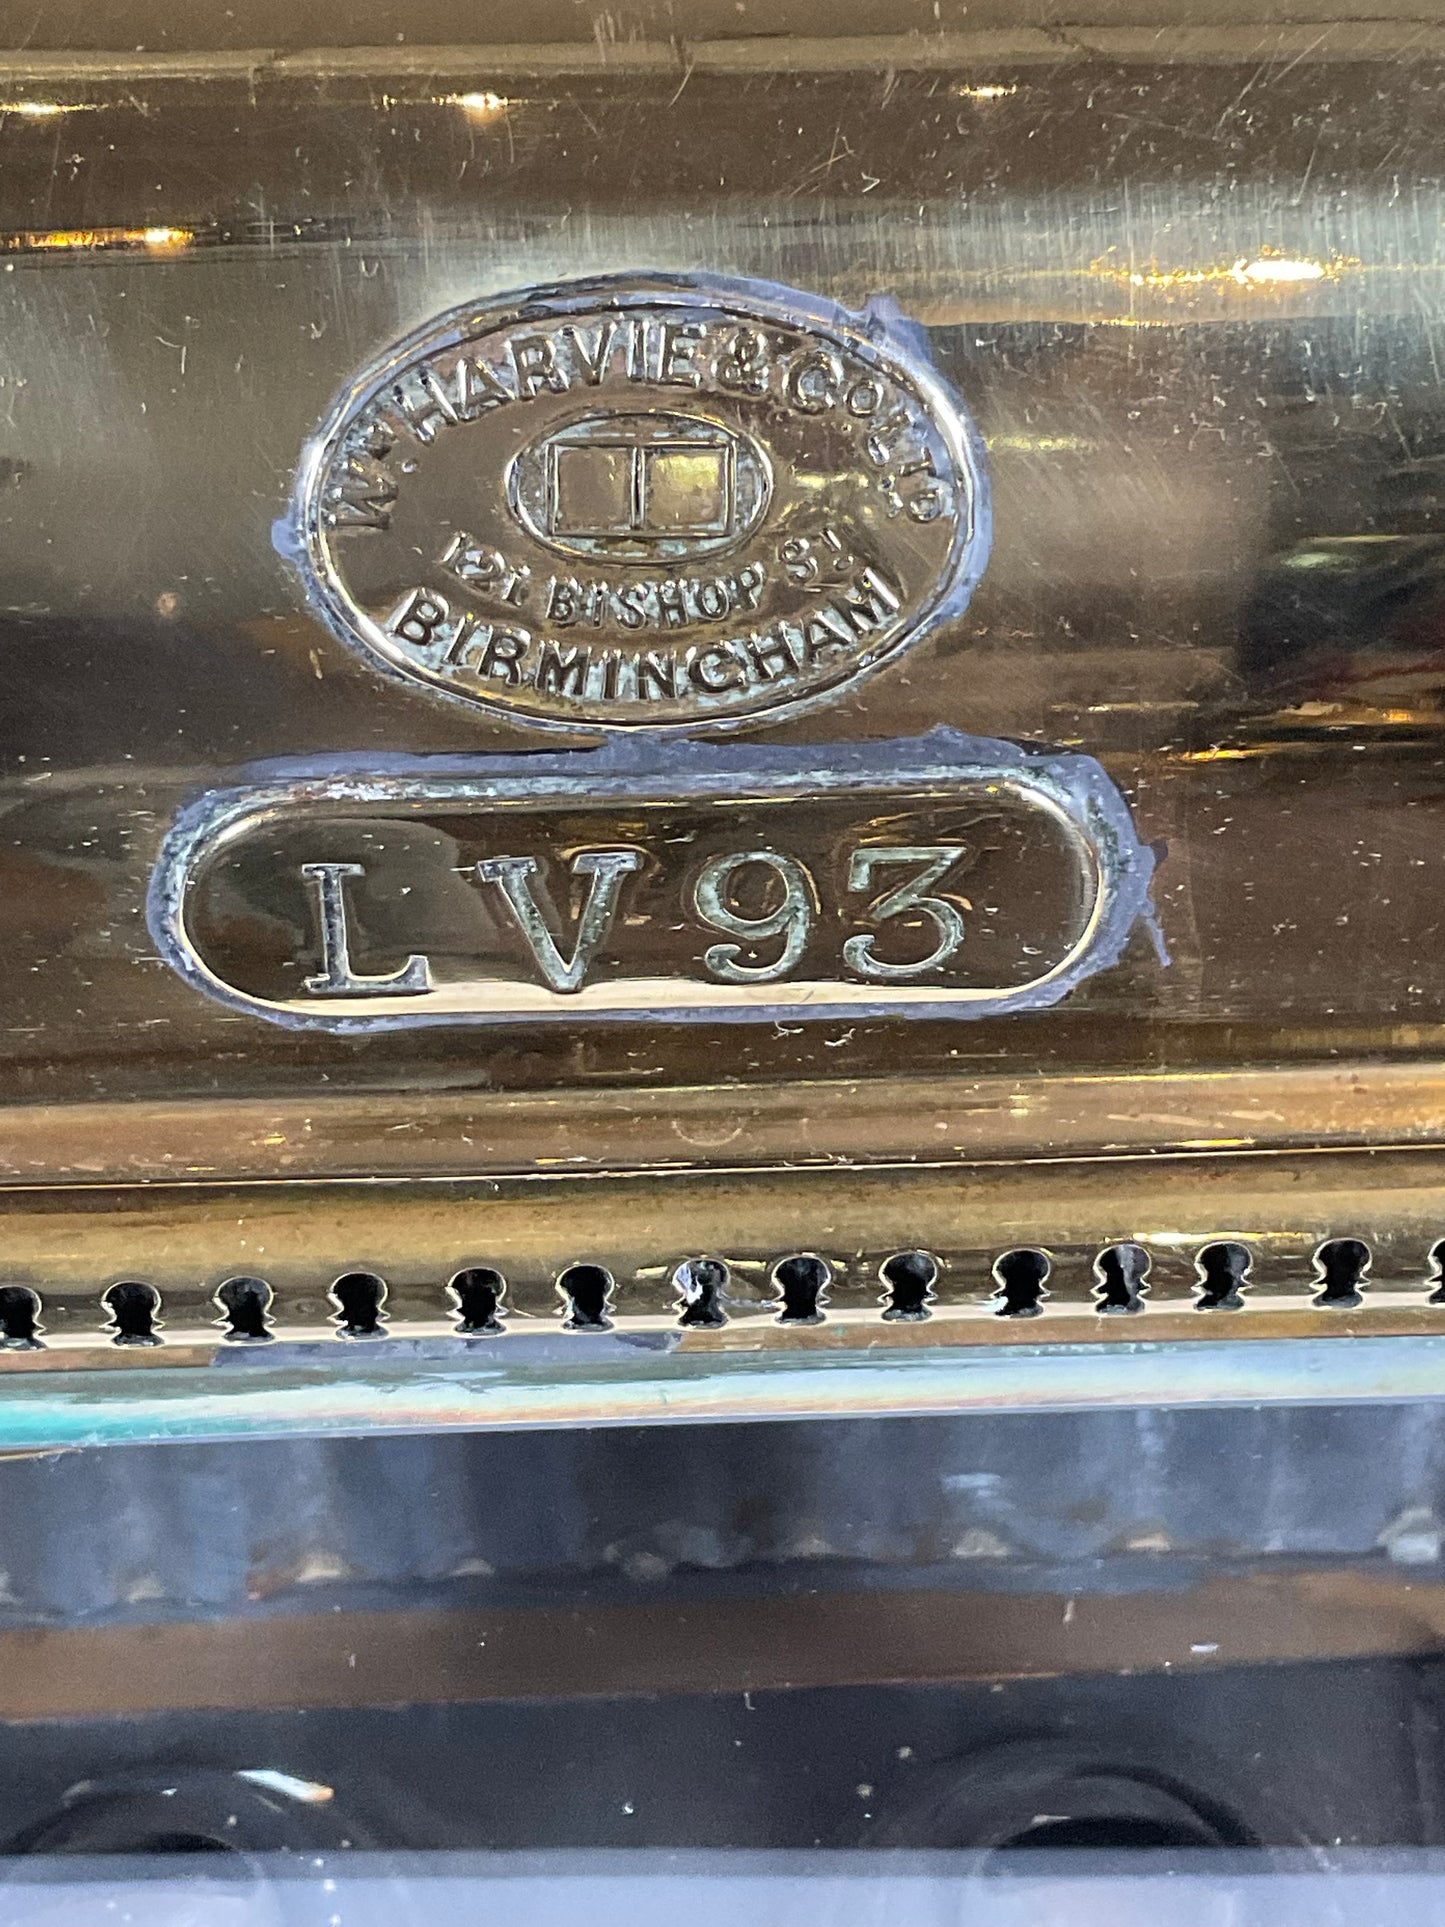 WM. HARVIE & CO. LTD.
121 BISHOP ST.
BIRMINGHAM
LV93